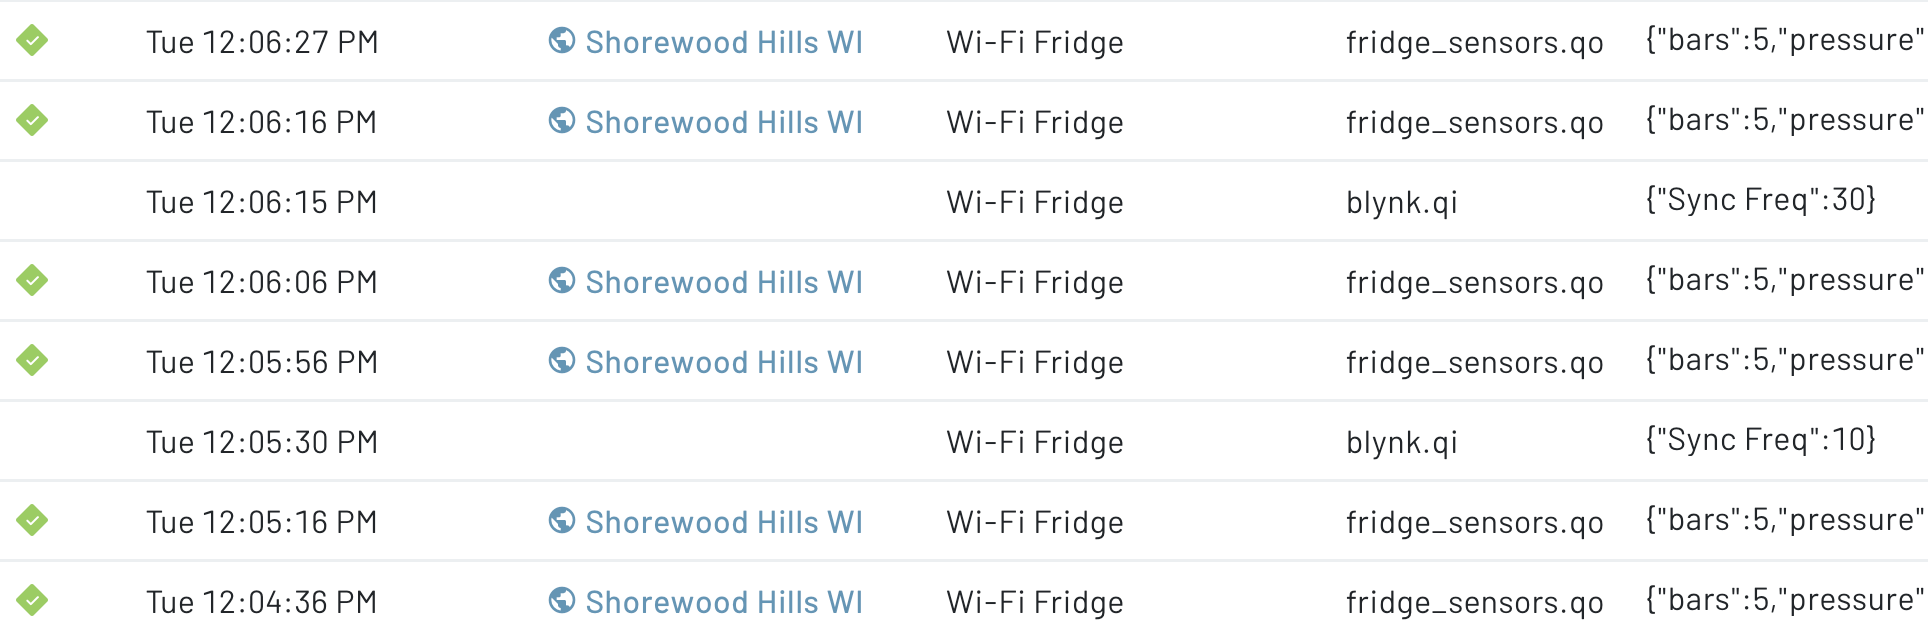 Tue 12:06:27 PM Shorewood Hills WI Wi-Fi Fridge fridge_sensors.qo {"bars":5,"pressure"
Tue 12:06:16 PM Shorewood Hills WI Wi-Fi Fridge fridge_sensors.qo {"bars":5,"pressure"
Tue 12:06:15 PM Wi-Fi Fridge blynk.qi {"Sync Freq":30}
Tue 12:06:06 PM Shorewood Hills WI Wi-Fi Fridge fridge_sensors.qo {"bars":5,"pressure"
Tue 12:05:56 PM Shorewood Hills WI Wi-Fi Fridge fridge_sensors.qo {"bars":5,"pressure"
Tue 12:05:30 PM Wi-Fi Fridge blynk.qi {"Sync Freq":10}
Tue 12:05:16 PM Shorewood Hills WI Wi-Fi Fridge fridge_sensors.qo {"bars":5,"pressure"
Tue 12:04:36 PM Shorewood Hills WI Wi-Fi Fridge fridge_sensors.qo {"bars":5,"pressure"